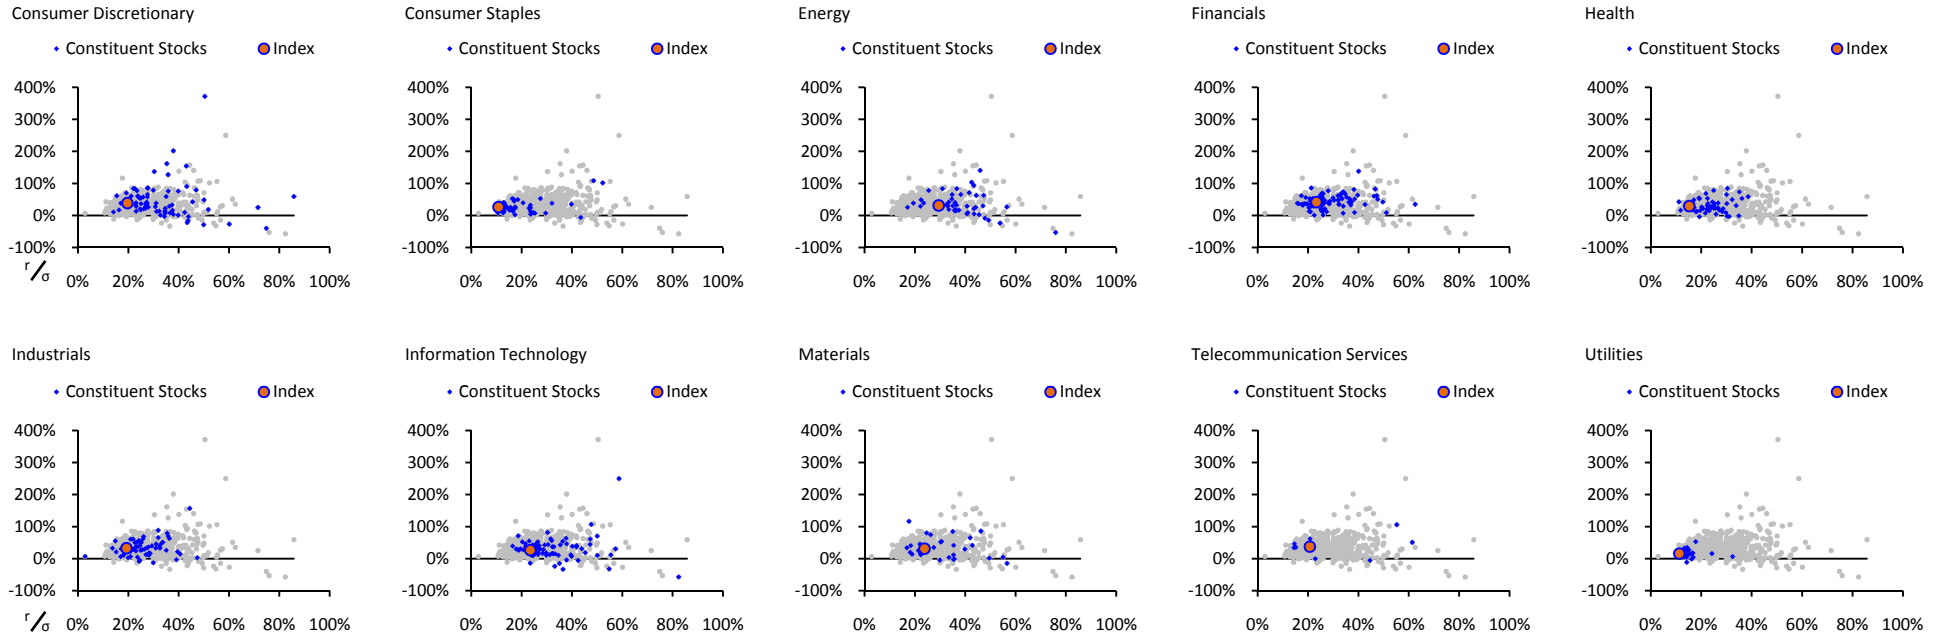 Consumer Discretionary
Constituent Stocks Index
400%
300%
200%
100%
0%
-100%
r/σ
0% 20% 40% 60% 80% 100%
Consumer Staples
Constituent Stocks Index
400%
300%
200%
100%
0%
-100%
0% 20% 40% 60% 80% 100%
Energy
Constituent Stocks Index
400%
300%
200%
100%
0%
-100%
0% 20% 40% 60% 80% 100%
Financials
Constituent Stocks Index
400%
300%
200%
100%
0%
-100%
0% 20% 40% 60% 80% 100%
Health
Constituent Stocks Index
400%
300%
200%
100%
0%
-100%
0% 20% 40% 60% 80% 100%
Industrials
Constituent Stocks Index
400%
300%
200%
100%
0%
-100%
r/σ
0% 20% 40% 60% 80% 100%
Information Technology
Constituent Stocks Index
400%
300%
200%
100%
0%
-100%
0% 20% 40% 60% 80% 100%
Materials
Constituent Stocks Index
400%
300%
200%
100%
0%
-100%
0% 20% 40% 60% 80% 100%
Telecommunication Services
Constituent Stocks Index
400%
300%
200%
100%
0%
-100%
0% 20% 40% 60% 80% 100%
Utilities
Constituent Stocks Index
400%
300%
200%
100%
0%
-100%
0% 20% 40% 60% 80% 100%